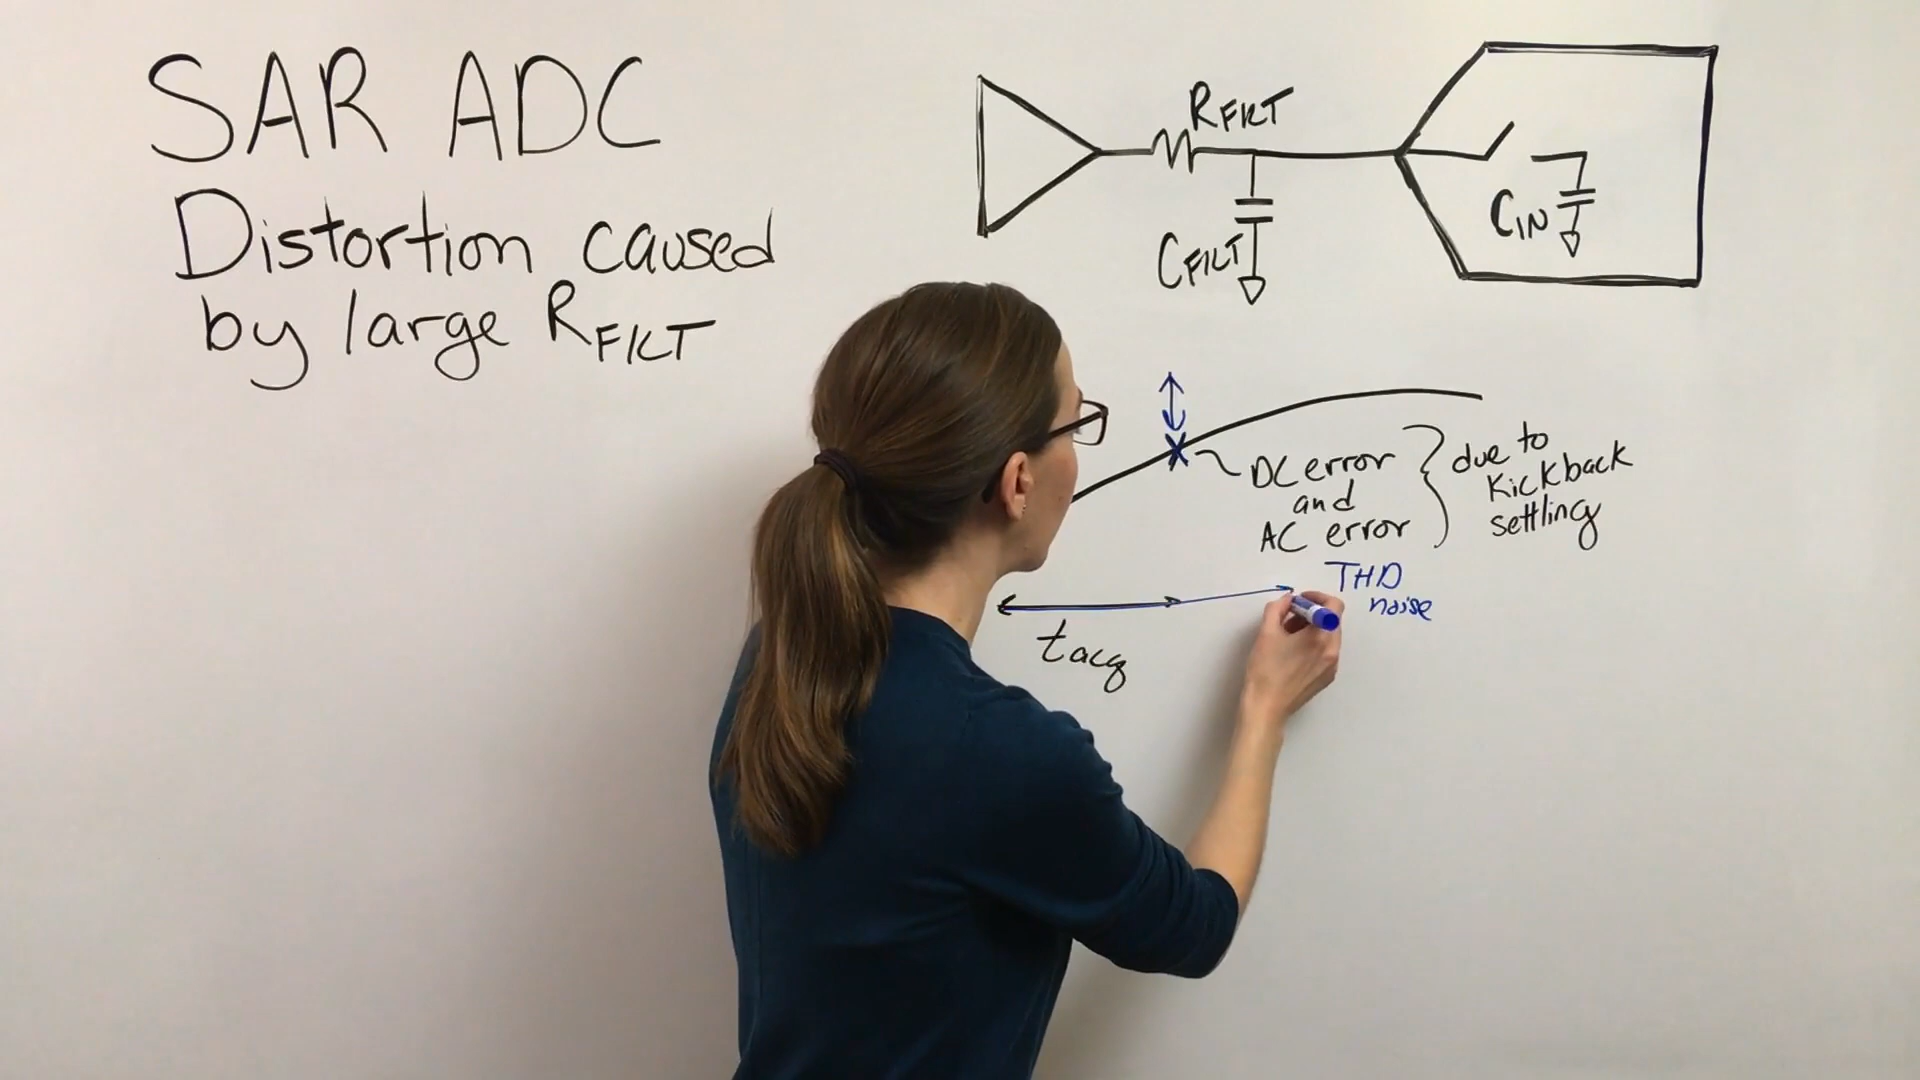 SAR ADC
Distortion caused
by large RFILT
RFILT
CFILT
CIN
DC error
and
AC error
due to
kickback
settling
THD
noise
tacq